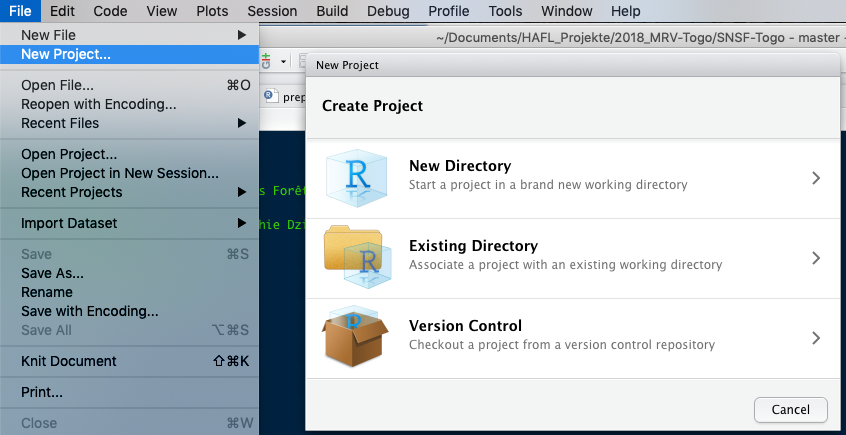 File Edit Code View Plots Session Build Debug Profile Tools Window Help
New File
New Project...
Open File... ⌘O
Reopen with Encoding...
Recent Files
Open Project...
Open Project in New Session...
Recent Projects
Import Dataset
Save ⌘S
Save As...
Rename
Save with Encoding...
Save All ⌥⌘S
Knit Document ⇧⌘K
Print...
Close ⌘W
~/Documents/HAFL_Projekte/2018_MRV-Togo/SNSF-Togo - master -
prep
s Forêt
hie Dzi
New Project
Create Project
R
New Directory
Start a project in a brand new working directory
R
Existing Directory
Associate a project with an existing working directory
R
Version Control
Checkout a project from a version control repository
Cancel